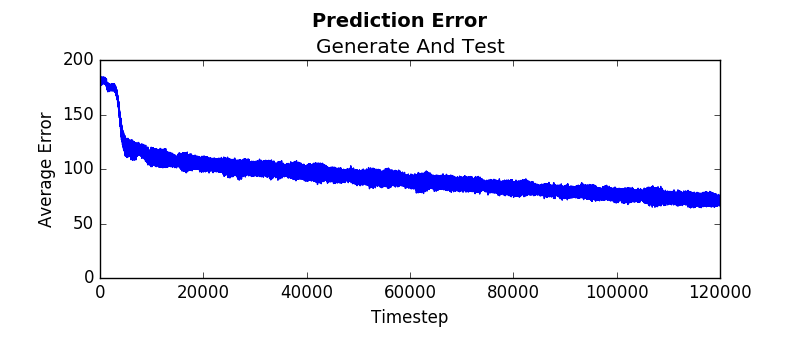 Prediction Error
Generate And Test
200
150
100
50
0
Average Error
0 20000 40000 60000 80000 100000 120000
Timestep